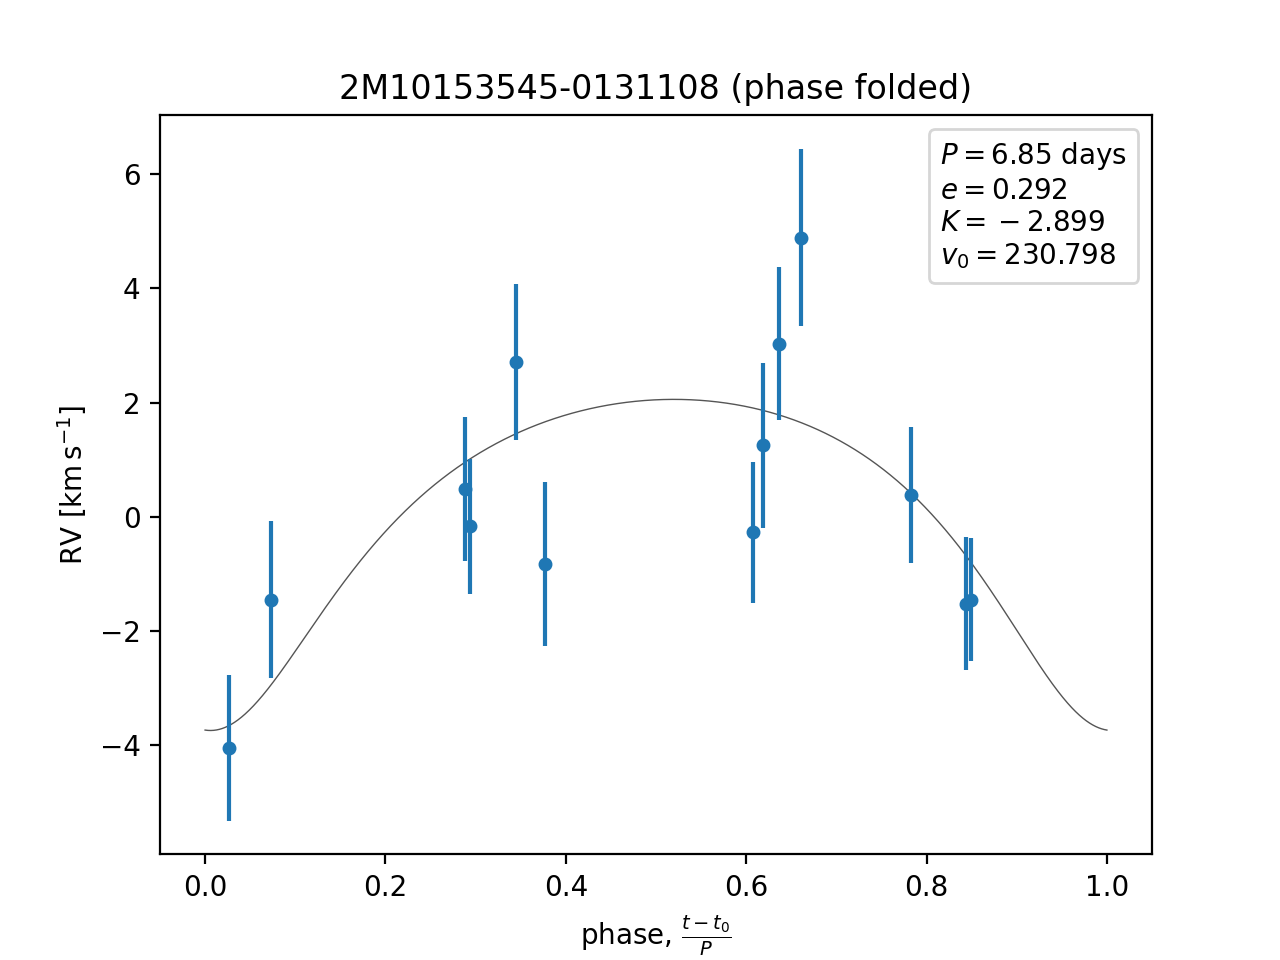 2M10153545-0131108 (phase folded)
P = 6.85 days
e = 0.292
K = −2.899
v₀ = 230.798
RV [km s⁻¹]
6
4
2
0
−2
−4
0.0 0.2 0.4 0.6 0.8 1.0
phase, (t − t₀)/P